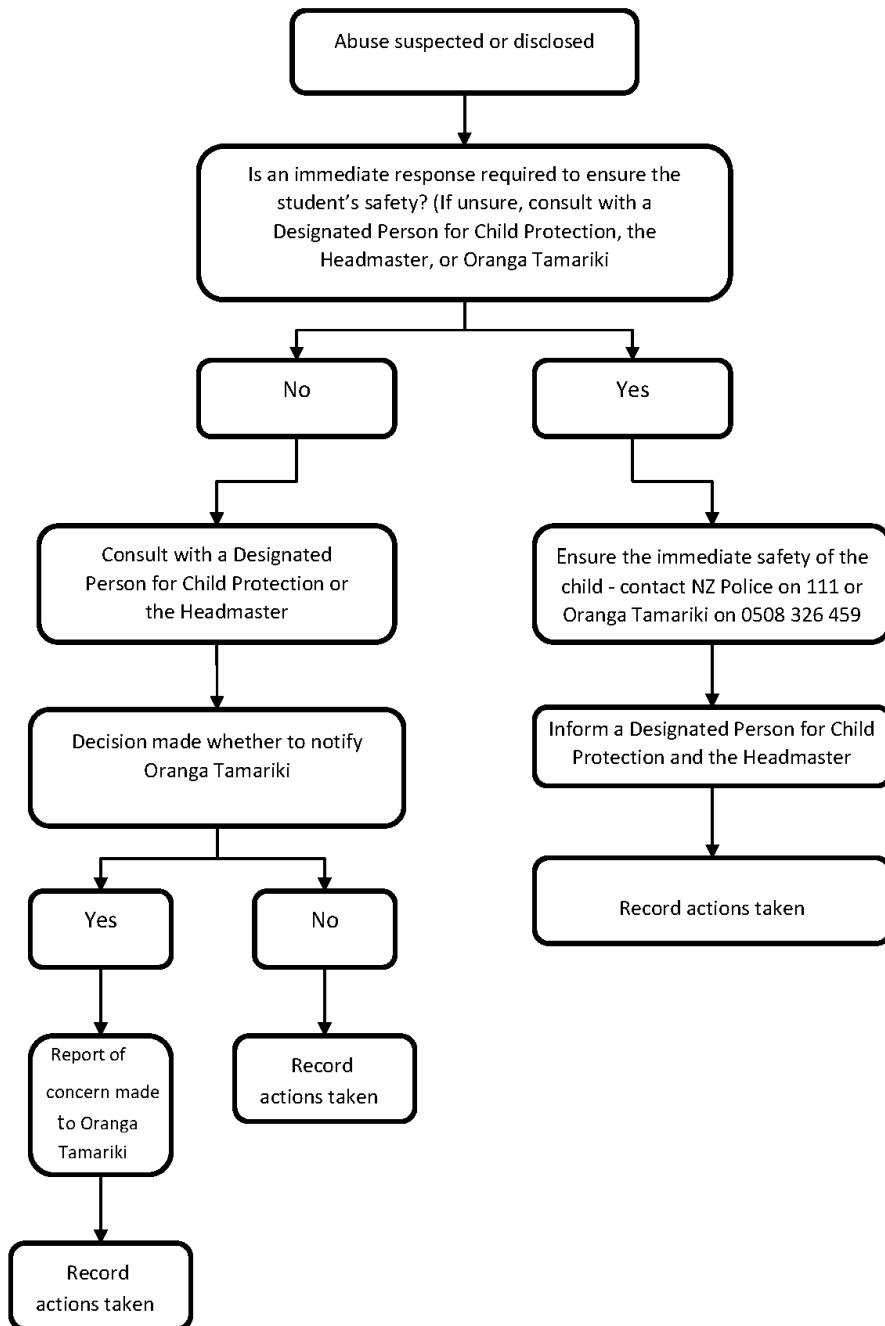 Abuse suspected or disclosed
Is an immediate response required to ensure the
student's safety? (If unsure, consult with a
Designated Person for Child Protection, the
Headmaster, or Oranga Tamariki
No
Yes
Consult with a Designated
Person for Child Protection or
the Headmaster
Ensure the immediate safety of the
child - contact NZ Police on 111 or
Oranga Tamariki on 0508 326 459
Decision made whether to notify
Oranga Tamariki
Inform a Designated Person for Child
Protection and the Headmaster
Yes
No
Record actions taken
Report of
concern made
to Oranga
Tamariki
Record
actions taken
Record
actions taken